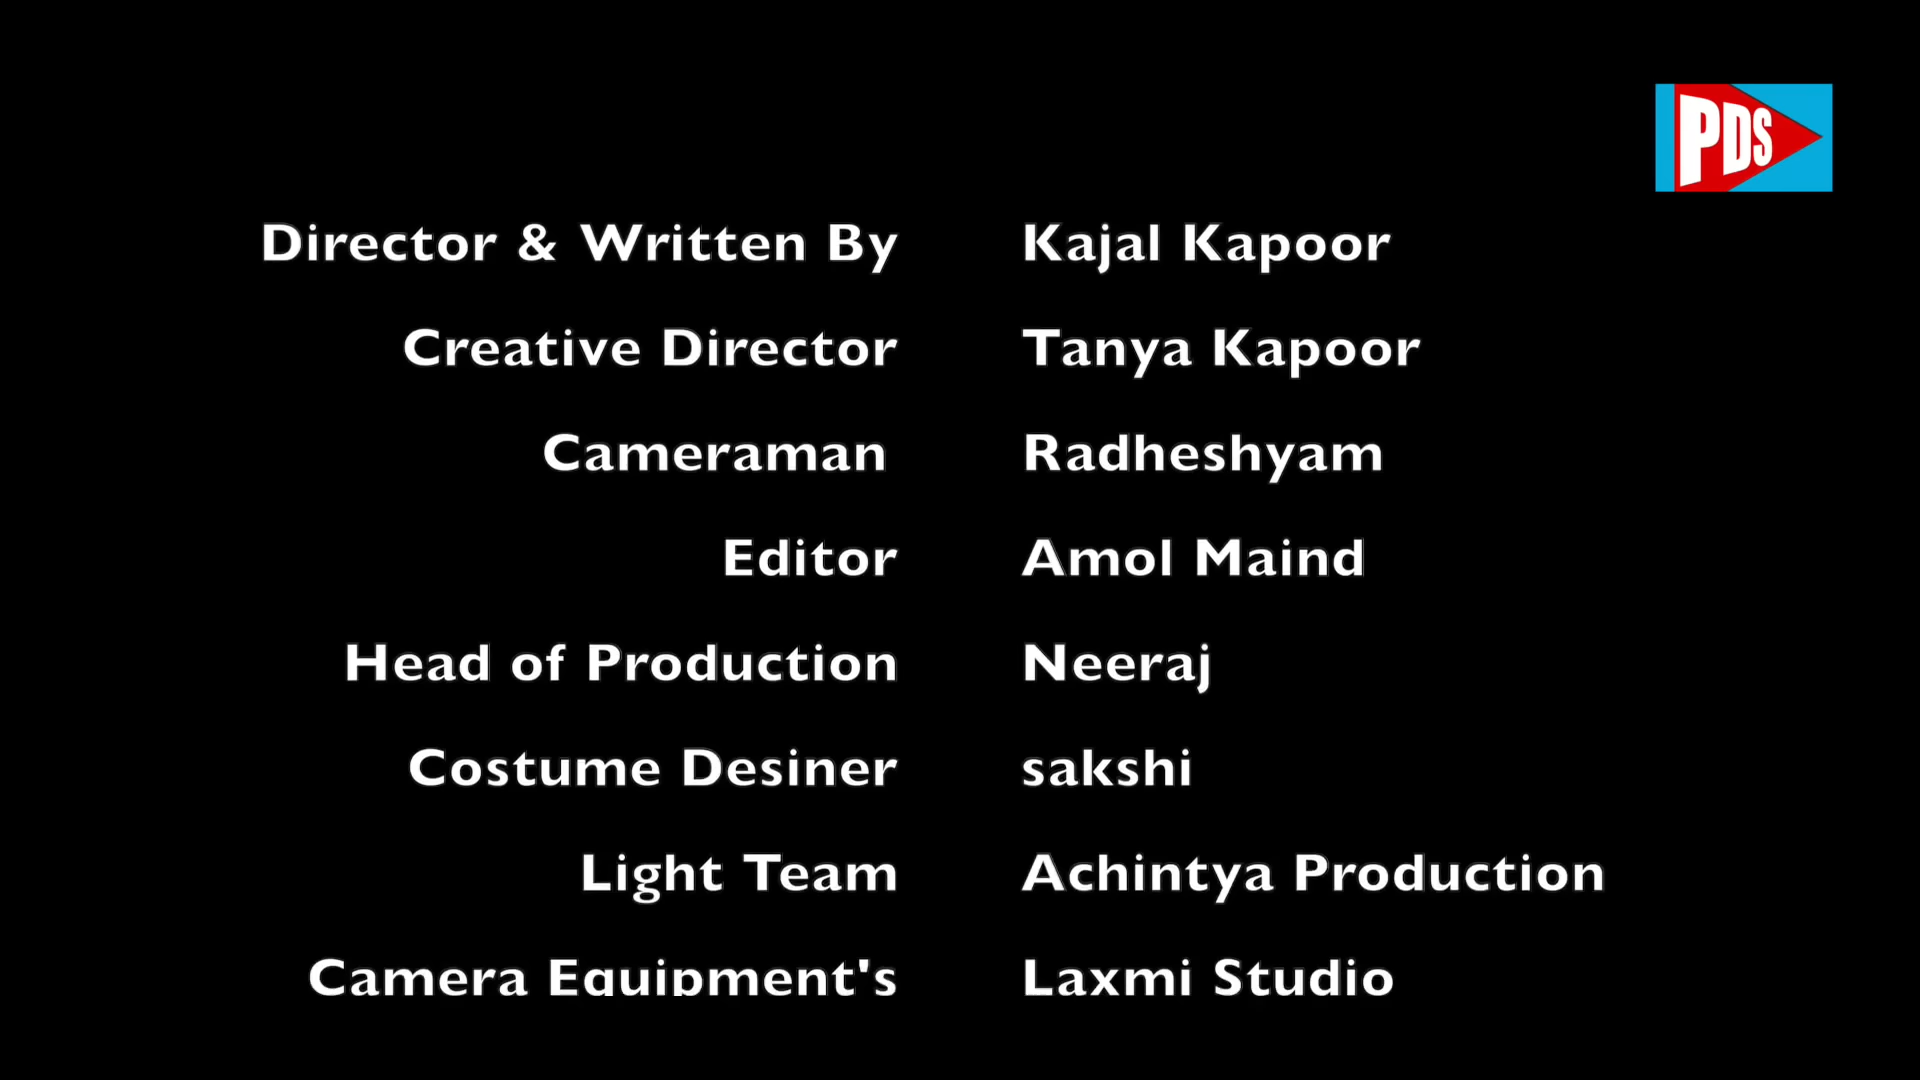 PDS
Director & Written By Kajal Kapoor
Creative Director Tanya Kapoor
Cameraman Radheshyam
Editor Amol Maind
Head of Production Neeraj
Costume Desiner sakshi
Light Team Achintya Production
Camera Equipment's Laxmi Studio